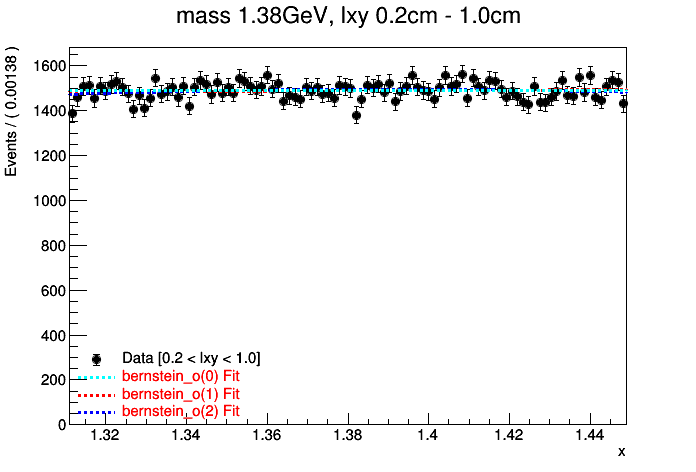 mass 1.38GeV, lxy 0.2cm - 1.0cm
Events / ( 0.00138 )
1600
1400
1200
1000
800
600
400
200
0
Data [0.2 < lxy < 1.0]
bernstein_o(0) Fit
bernstein_o(1) Fit
bernstein_o(2) Fit
1.32 1.34 1.36 1.38 1.4 1.42 1.44
x